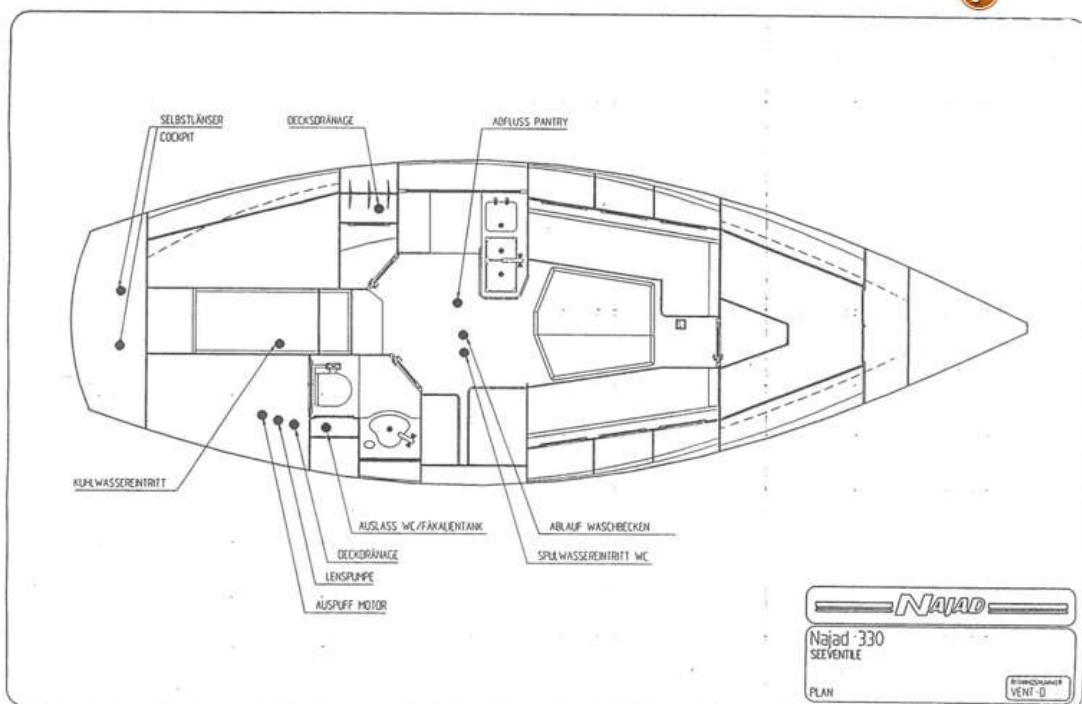 SELBSTLÄNSER
COCKPIT
DECKSDRÄNAGE
ABFLUSS PANTRY
KUHLWASSEREINTRITT
AUSLASS WC/FÄKALIENTANK
DECKDRÄNAGE
LENSPUMPE
AUSPUFF MOTOR
ABLAUF WASCHBECKEN
SPULWASSEREINTRITT WC
NAJAD
Najad 330
SEEVENTILE
PLAN
RITNINGSNUMMER
VENT-D